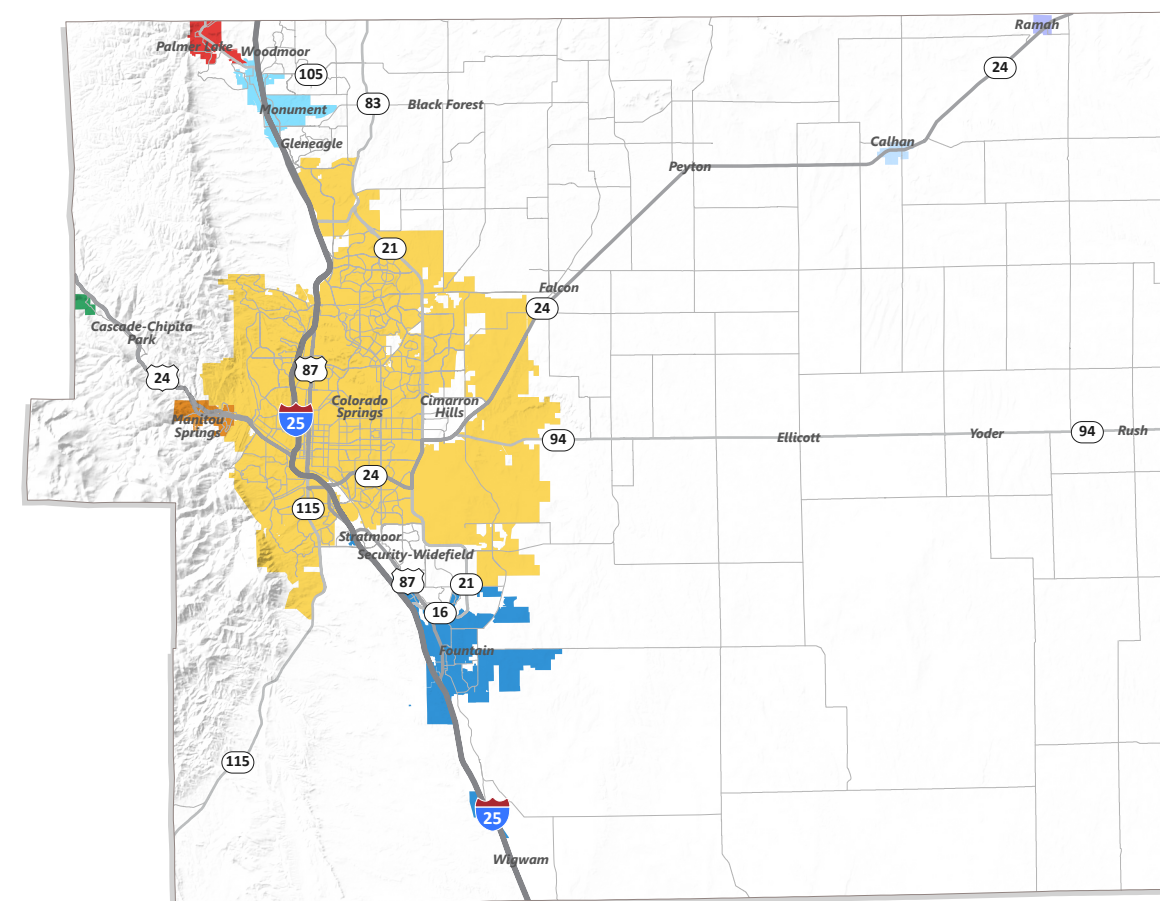 Ramah
Palmer Lake
Woodmoor
24
105
83
Black Forest
Monument
Gleneagle
Calhan
Peyton
21
Falcon
24
Cascade-Chipita
Park
24
87
Colorado
Springs
Cimarron
Hills
Manitou
Springs
25
94
Ellicott
Yoder
94
Rush
24
115
Stratmoor
Security-Widefield
87
21
16
Fountain
115
25
Wigwam